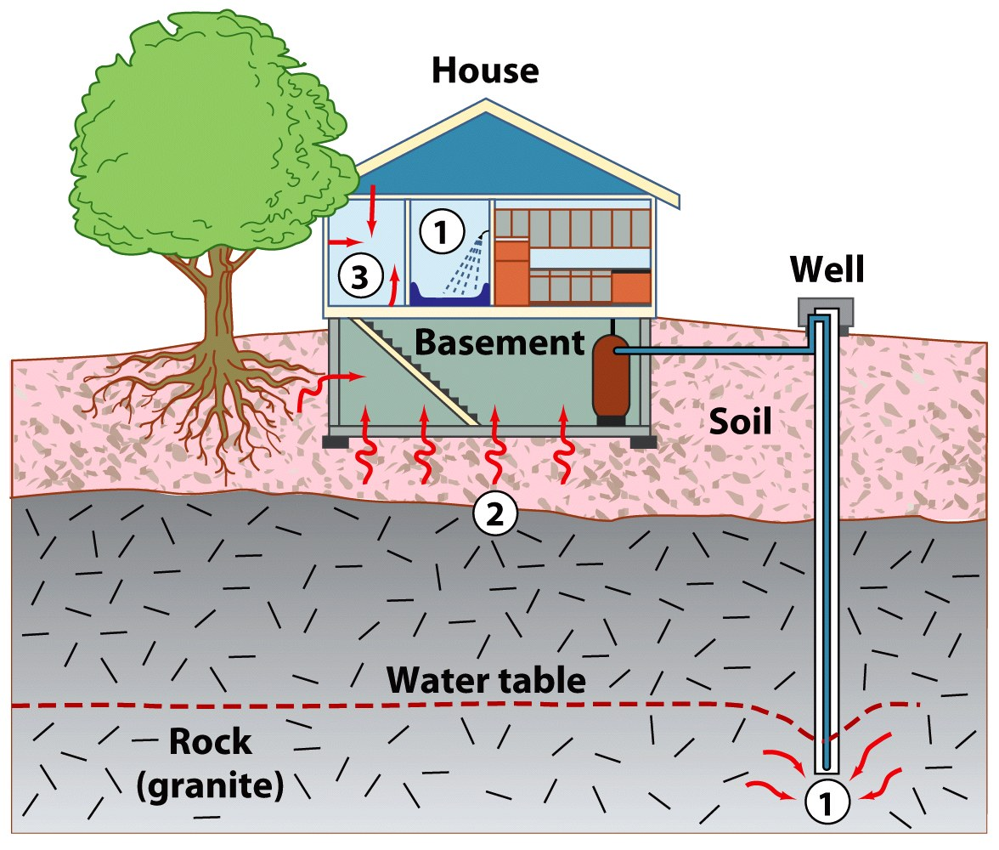 House
1
3
Well
Basement
Soil
2
Water table
Rock
(granite)
1